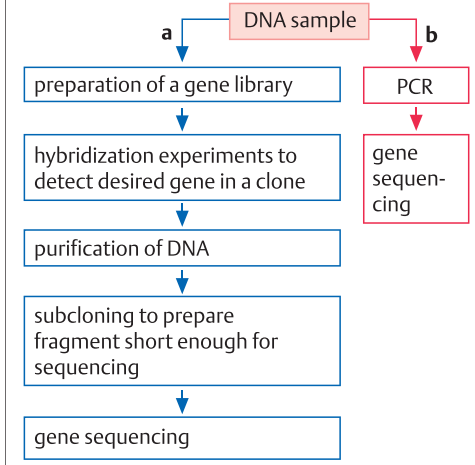 DNA sample
a
b
preparation of a gene library
PCR
hybridization experiments to
detect desired gene in a clone
gene
sequen-
cing
purification of DNA
subcloning to prepare
fragment short enough for
sequencing
gene sequencing